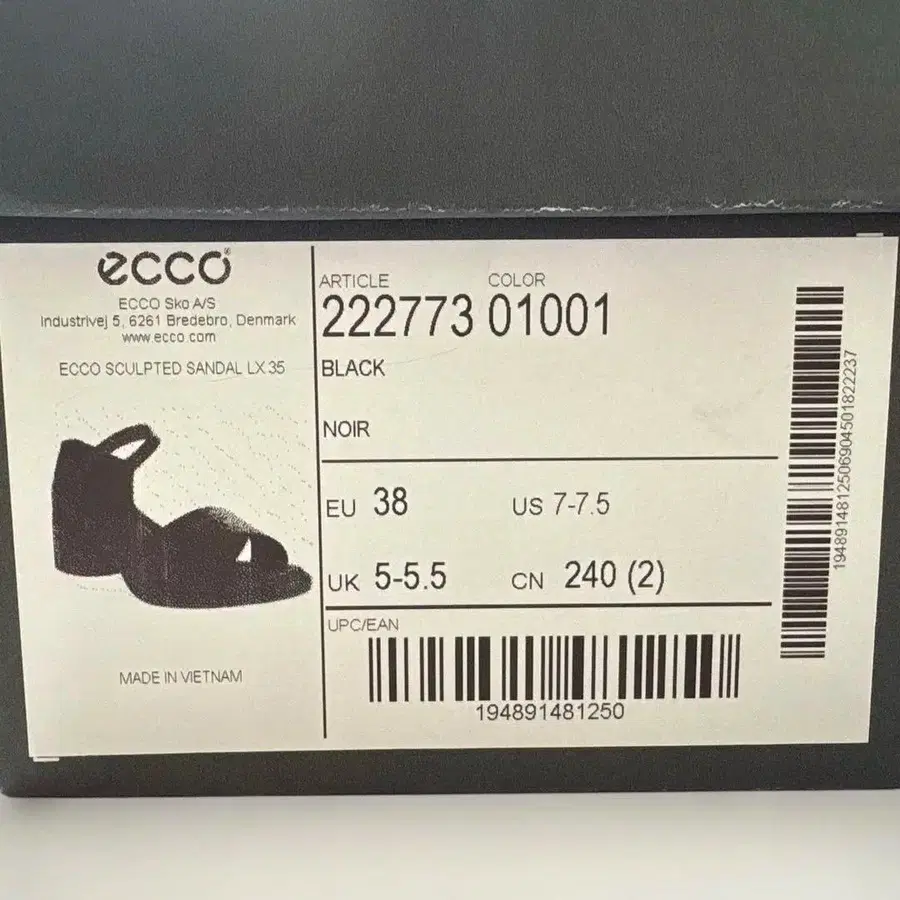 ecco®
ECCO Sko A/S
Industrivej 5, 6261 Bredebro, Denmark
www.ecco.com
ECCO SCULPTED SANDAL LX 35
MADE IN VIETNAM
ARTICLE COLOR
222773 01001
BLACK
NOIR
EU 38 US 7-7.5
UK 5-5.5 CN 240 (2)
UPC/EAN
194891481250
1948914812506904501822237